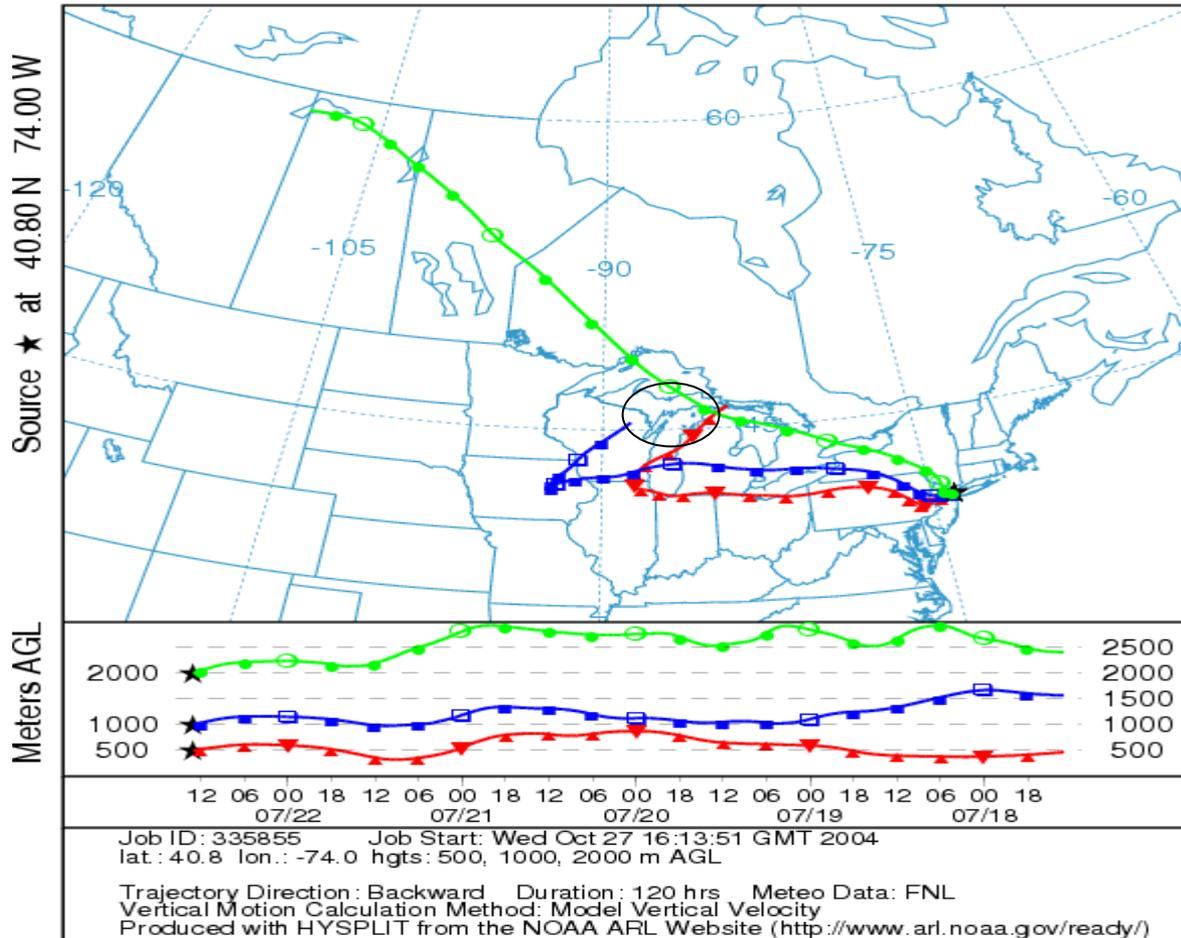 Source ★ at 40.80 N 74.00 W
60
-120
-60
-105
-75
-90
45
Meters AGL
2500
2000 2000
1500
1000 1000
500 500
12 06 00 18 12 06 00 18 12 06 00 18 12 06 00 18 12 06 00 18
07/22 07/21 07/20 07/19 07/18
Job ID: 335855 Job Start: Wed Oct 27 16:13:51 GMT 2004
lat.: 40.8 lon.: -74.0 hgts: 500, 1000, 2000 m AGL
Trajectory Direction: Backward Duration: 120 hrs Meteo Data: FNL
Vertical Motion Calculation Method: Model Vertical Velocity
Produced with HYSPLIT from the NOAA ARL Website (http://www.arl.noaa.gov/ready/)